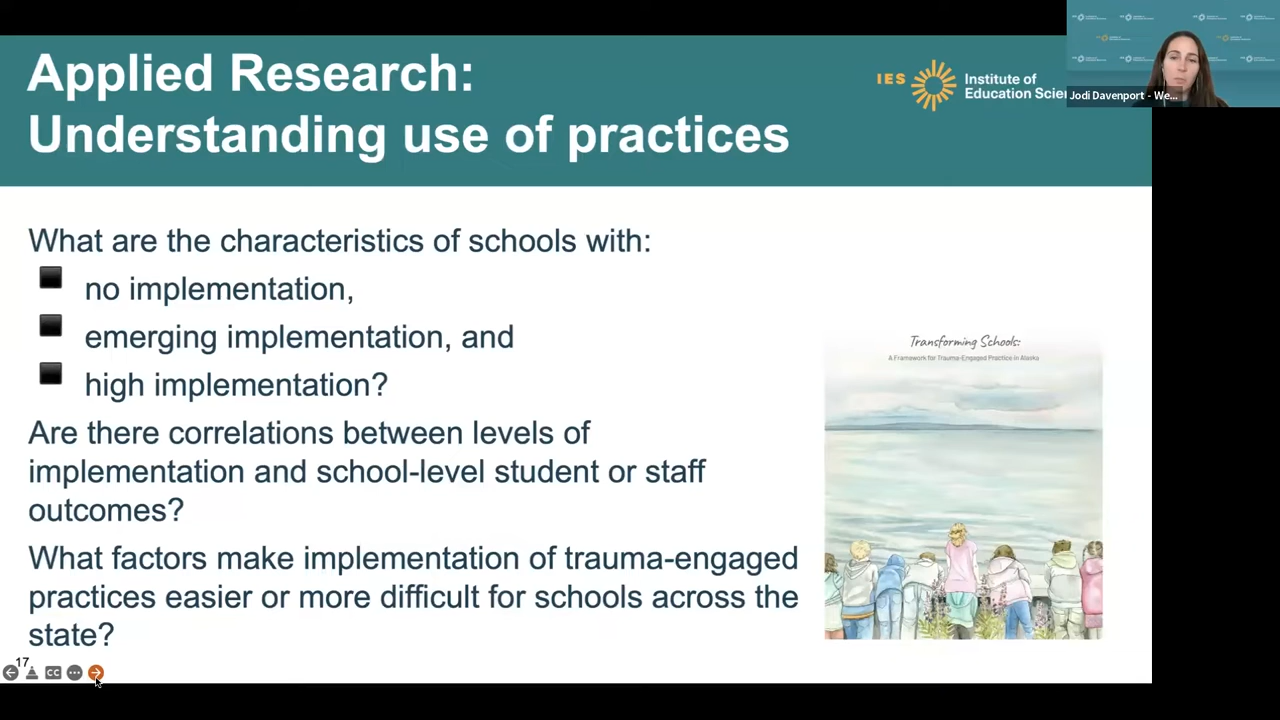 Applied Research:
Understanding use of practices
IES
Institute of
Education Scien
Jodi Davenport - We...
What are the characteristics of schools with:
no implementation,
emerging implementation, and
high implementation?
Are there correlations between levels of
implementation and school-level student or staff
outcomes?
What factors make implementation of trauma-engaged
practices easier or more difficult for schools across the
state?
Transforming Schools:
A Framework for Trauma-Engaged Practice in Alaska
17
CC